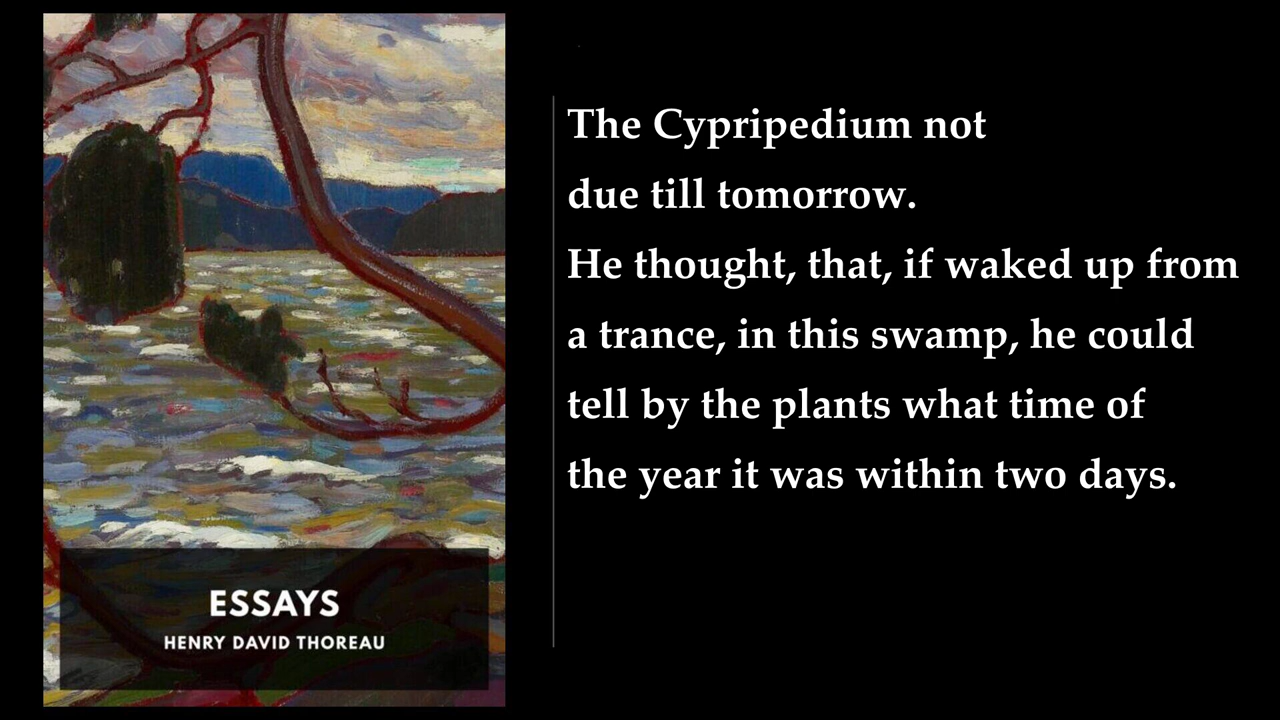 ESSAYS
HENRY DAVID THOREAU
The Cypripedium not
due till tomorrow.
He thought, that, if waked up from
a trance, in this swamp, he could
tell by the plants what time of
the year it was within two days.